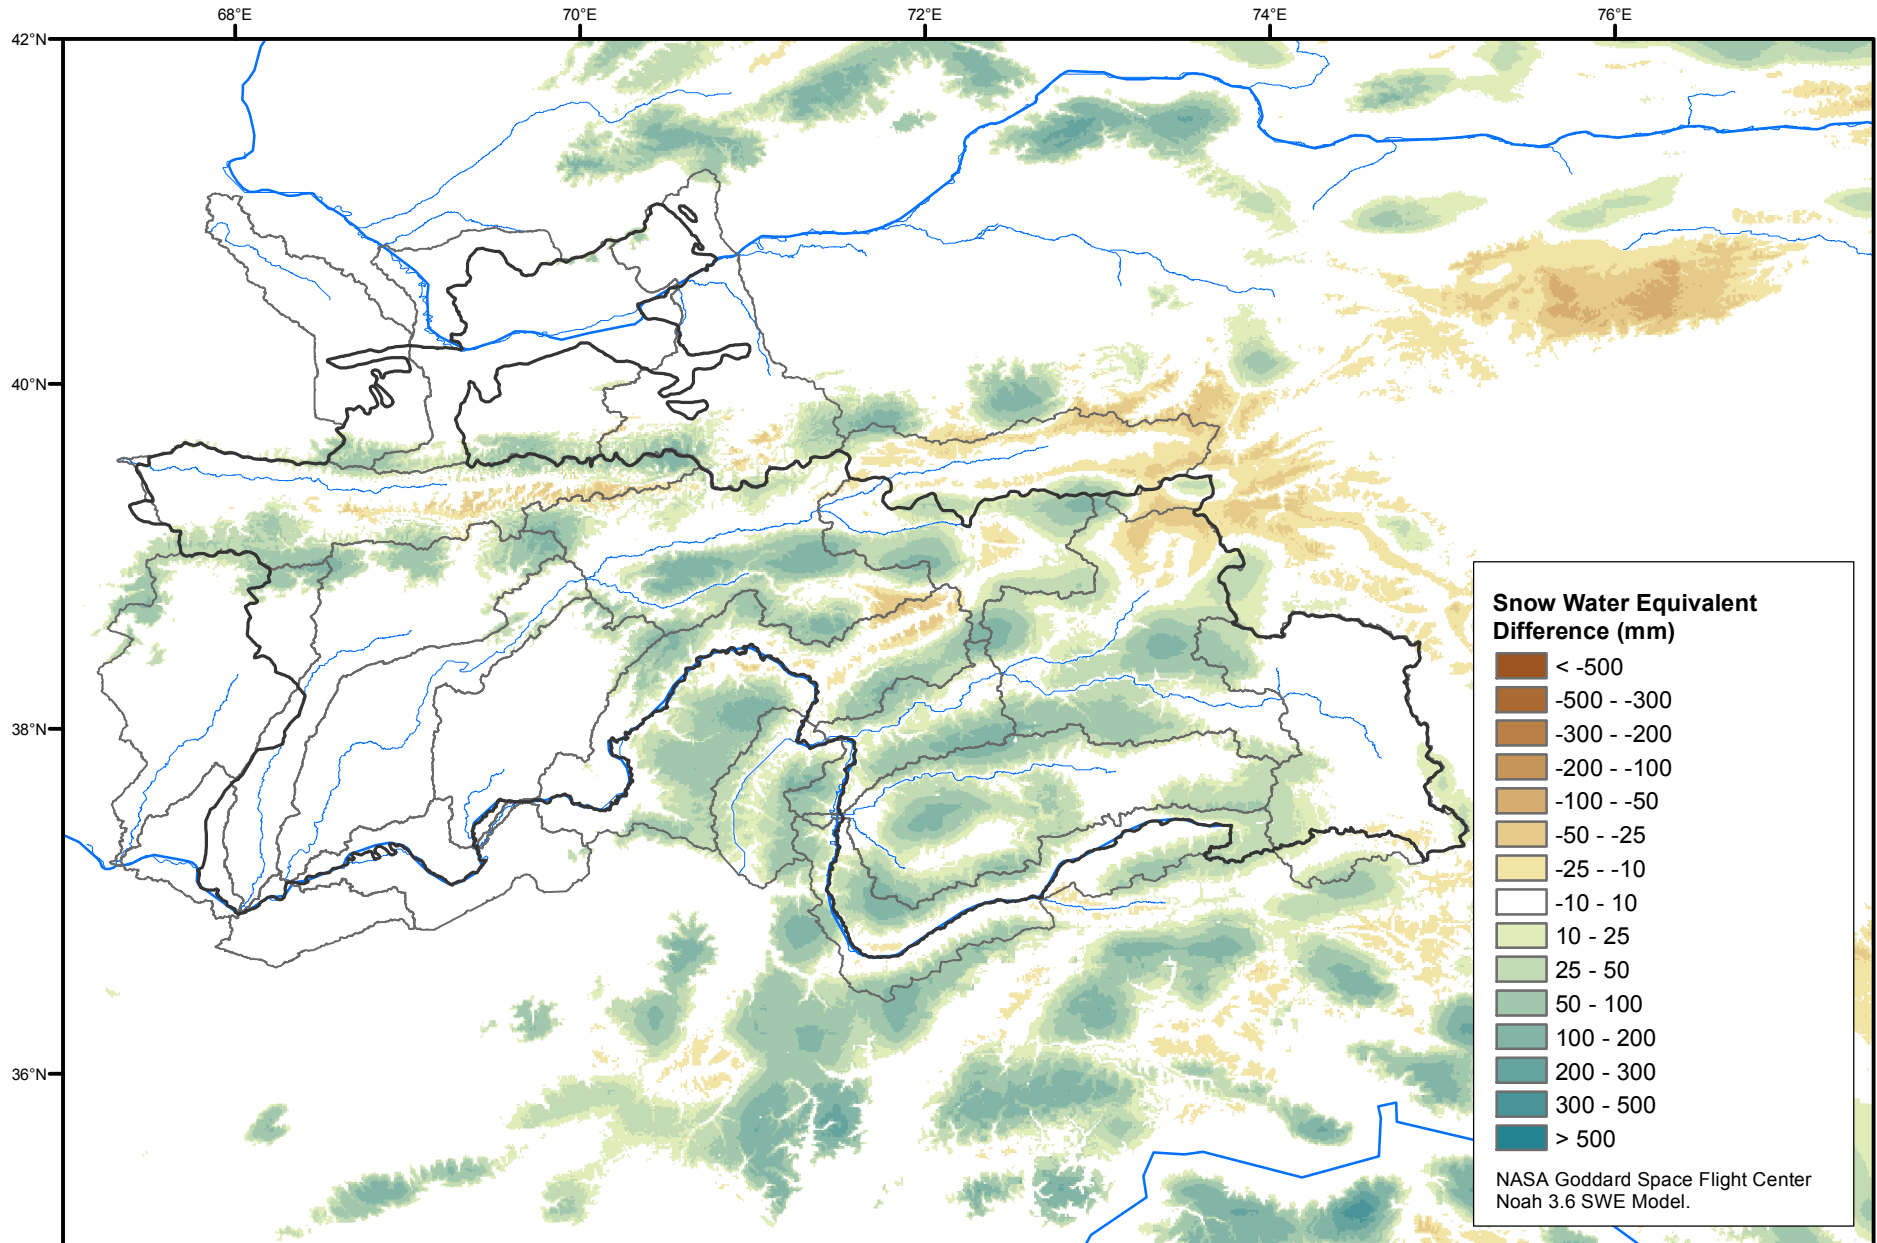 68°E
70°E
72°E
74°E
76°E
42°N
40°N
38°N
36°N
Snow Water Equivalent
Difference (mm)
< -500
-500 - -300
-300 - -200
-200 - -100
-100 - -50
-50 - -25
-25 - -10
-10 - 10
10 - 25
25 - 50
50 - 100
100 - 200
200 - 300
300 - 500
> 500
NASA Goddard Space Flight Center
Noah 3.6 SWE Model.